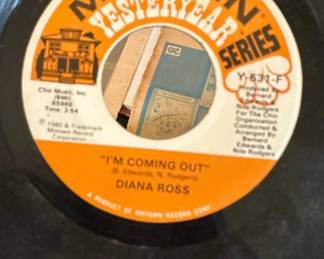 YESTERYEAR
SERIES
Chic Music, Inc.
(BMI)
65960
Time: 3:54
Y-631-F
Produced By
Bernard
Edwards &
Nile Rodgers
For The Chic
Organization
Conducted &
Arranged By
Bernard
Edwards &
Nile Rodgers
℗ 1980 & Trademark
Motown Record
Corporation
"I'M COMING OUT"
(B. Edwards, N. Rodgers)
DIANA ROSS
A PRODUCT OF MOTOWN RECORD CORP.